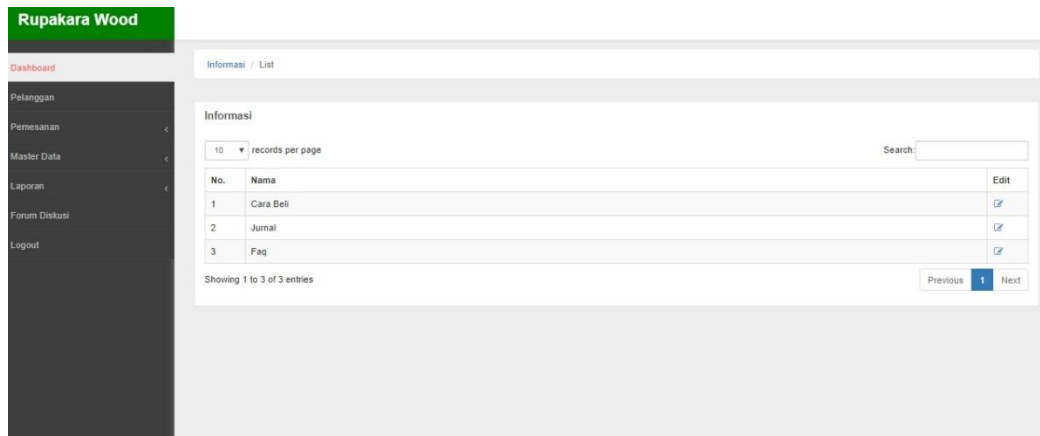 Rupakara Wood
Dashboard
Pelanggan
Pemesanan
Master Data
Laporan
Forum Diskusi
Logout
Informasi / List
Informasi
10 records per page Search:
No. Nama Edit
1 Cara Beli
2 Jurnal
3 Faq
Showing 1 to 3 of 3 entries Previous 1 Next